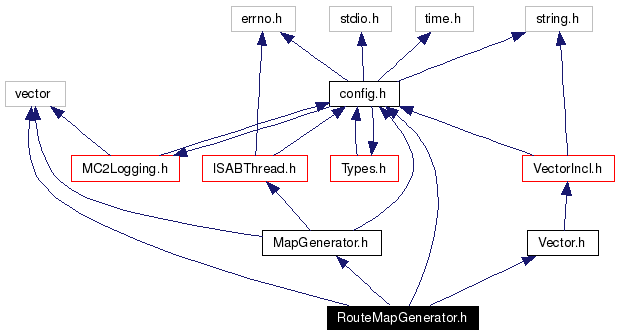 errno.h
stdio.h
time.h
string.h
vector
config.h
MC2Logging.h
ISABThread.h
Types.h
VectorIncl.h
MapGenerator.h
Vector.h
RouteMapGenerator.h